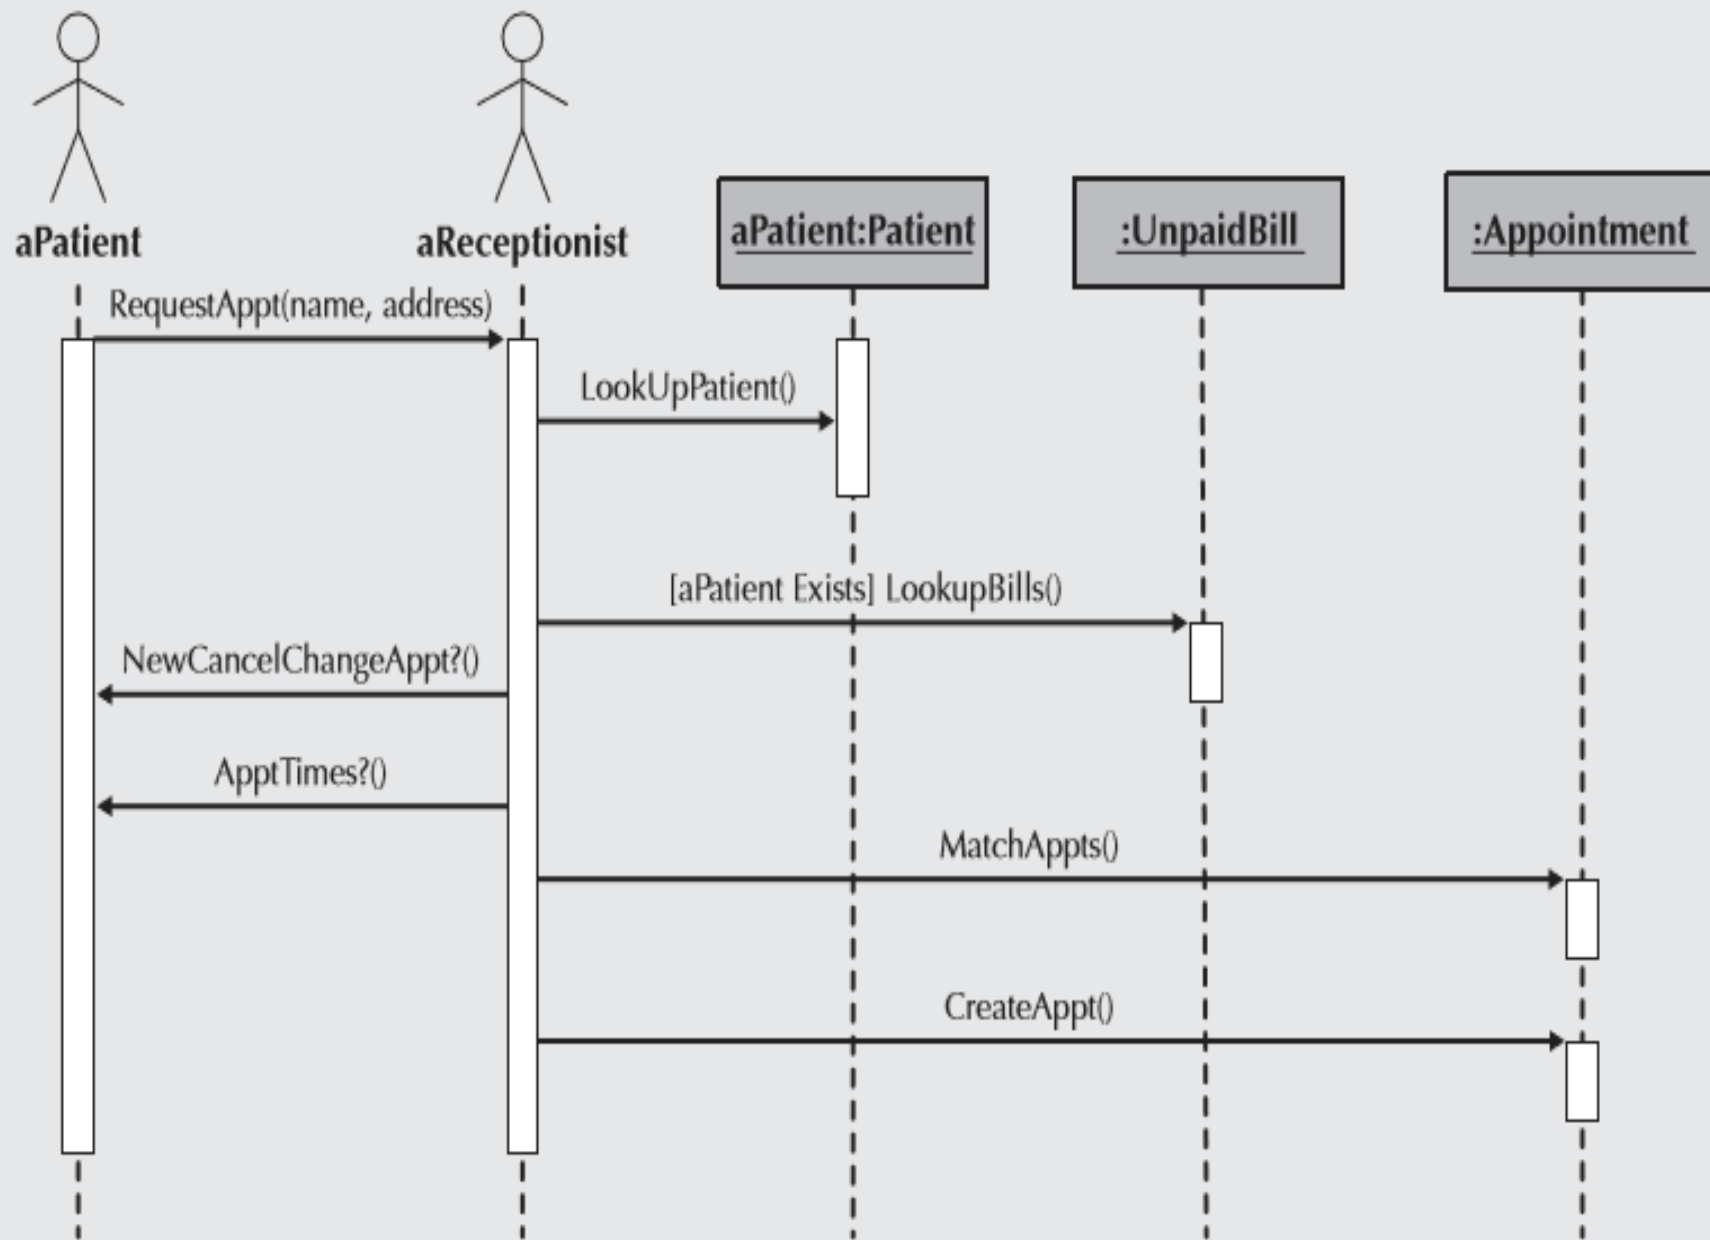 aPatient
aReceptionist
aPatient:Patient
:UnpaidBill
:Appointment
RequestAppt(name, address)
LookUpPatient()
[aPatient Exists] LookupBills()
NewCancelChangeAppt?()
ApptTimes?()
MatchAppts()
CreateAppt()